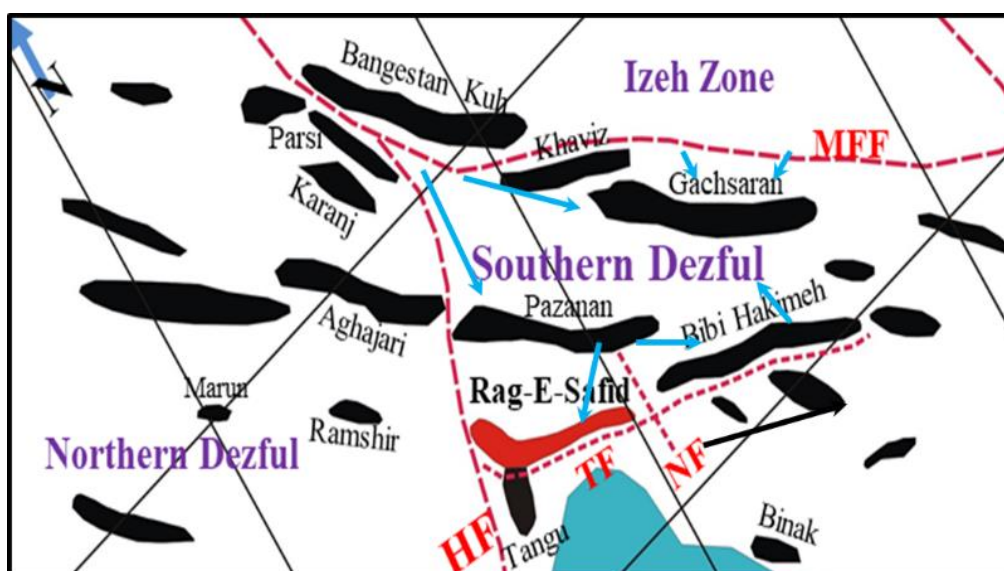 N
Bangestan Kuh
Izeh Zone
Parsi
Khaviz
MFF
Karanj
Gachsaran
Southern Dezful
Pazanan
Aghajari
Bibi Hakimeh
Marun
Rag-E-Safid
Ramshir
Northern Dezful
TF
NF
HF
Tangu
Binak